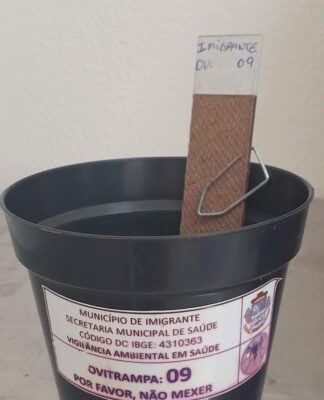 IMIGRANTE
OV. 09
MUNICÍPIO DE IMIGRANTE
SECRETARIA MUNICIPAL DE SAÚDE
CÓDIGO DC IBGE: 4310363
VIGILÂNCIA AMBIENTAL EM SAÚDE
OVITRAMPA: 09
POR FAVOR, NÃO MEXER